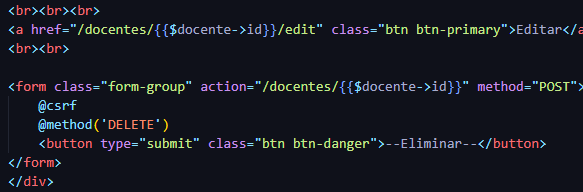 <br><br><br>
<a href="/docentes/{{$docente->id}}/edit" class="btn btn-primary">Editar</a
<br><br>
<form class="form-group" action="/docentes/{{$docente->id}}" method="POST">
@csrf
@method('DELETE')
<button type="submit" class="btn btn-danger">--Eliminar--</button>
</form>
</div>